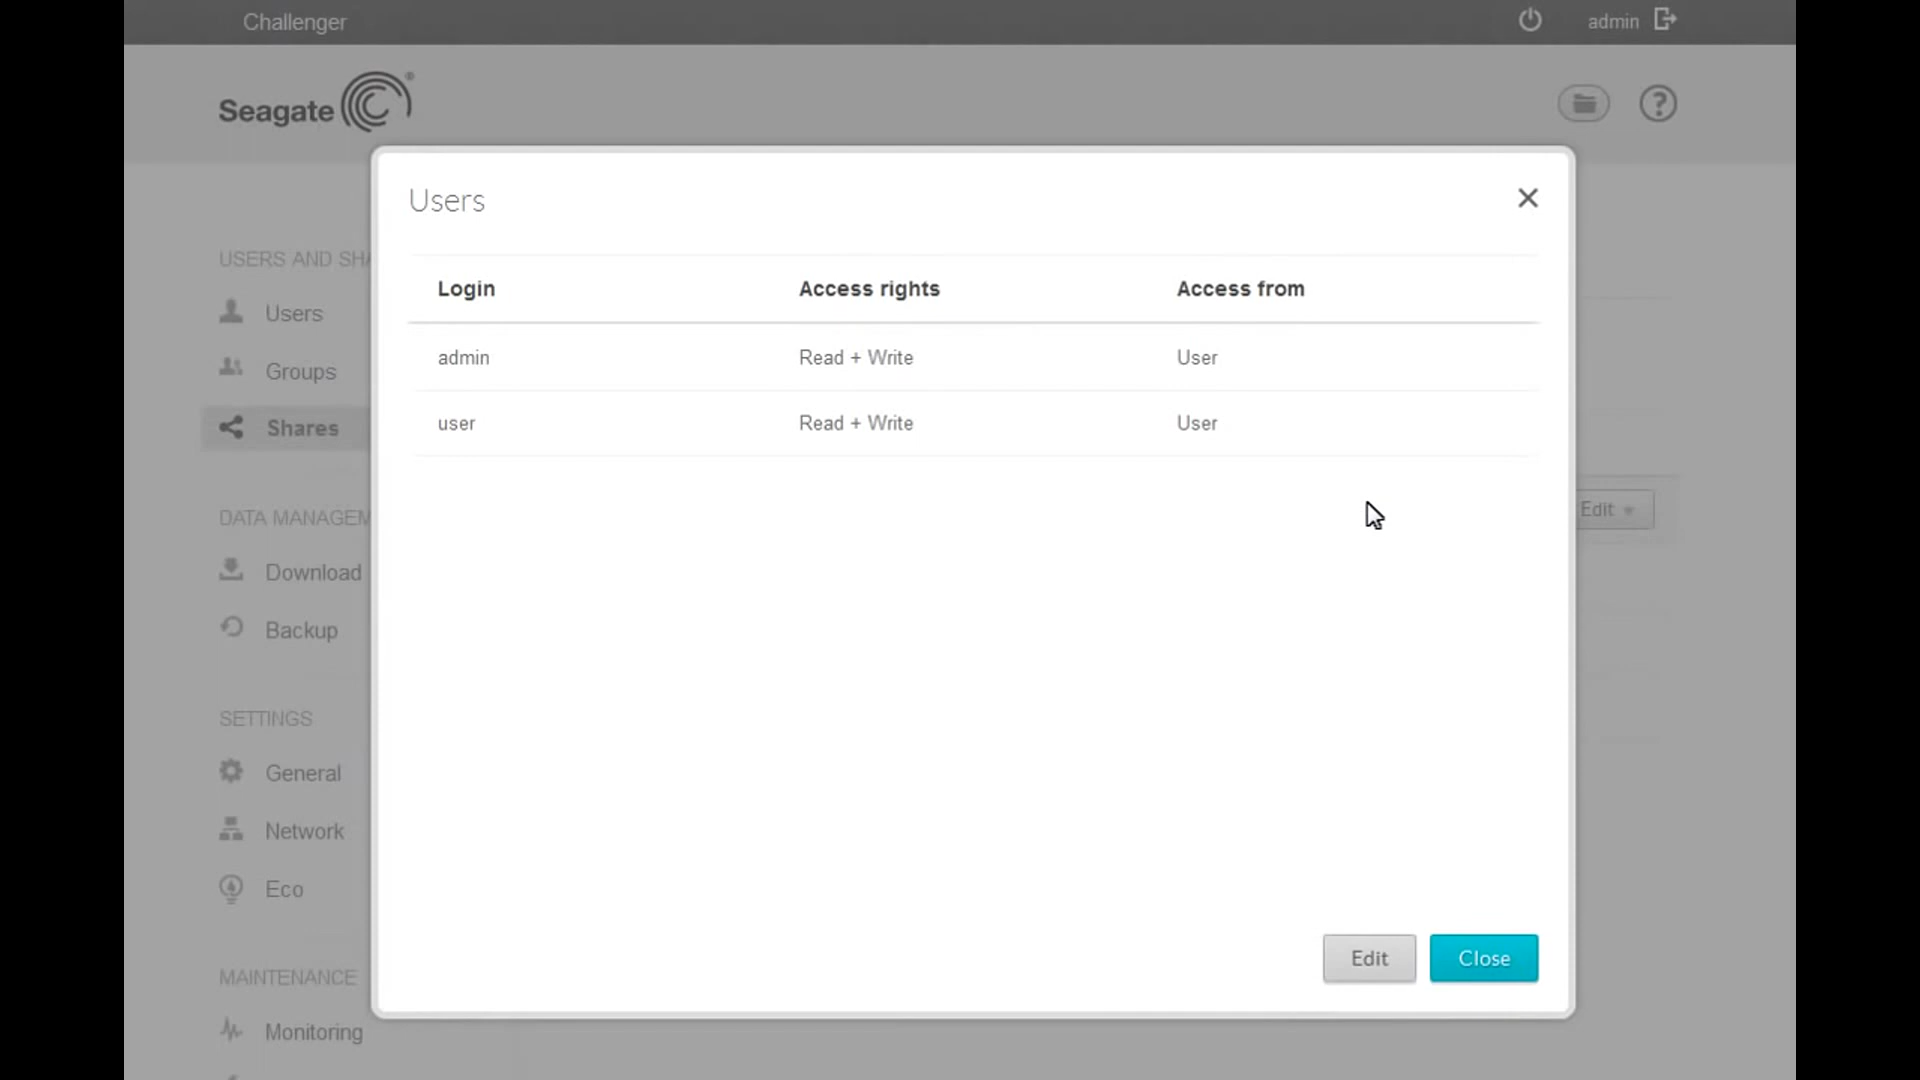 Challenger
admin
Seagate
Users
USERS AND SHA
Login Access rights Access from
Users
admin Read + Write User
Groups
user Read + Write User
Shares
Edit
DATA MANAGEM
Download
Backup
SETTINGS
General
Network
Eco
Edit Close
MAINTENANCE
Monitoring